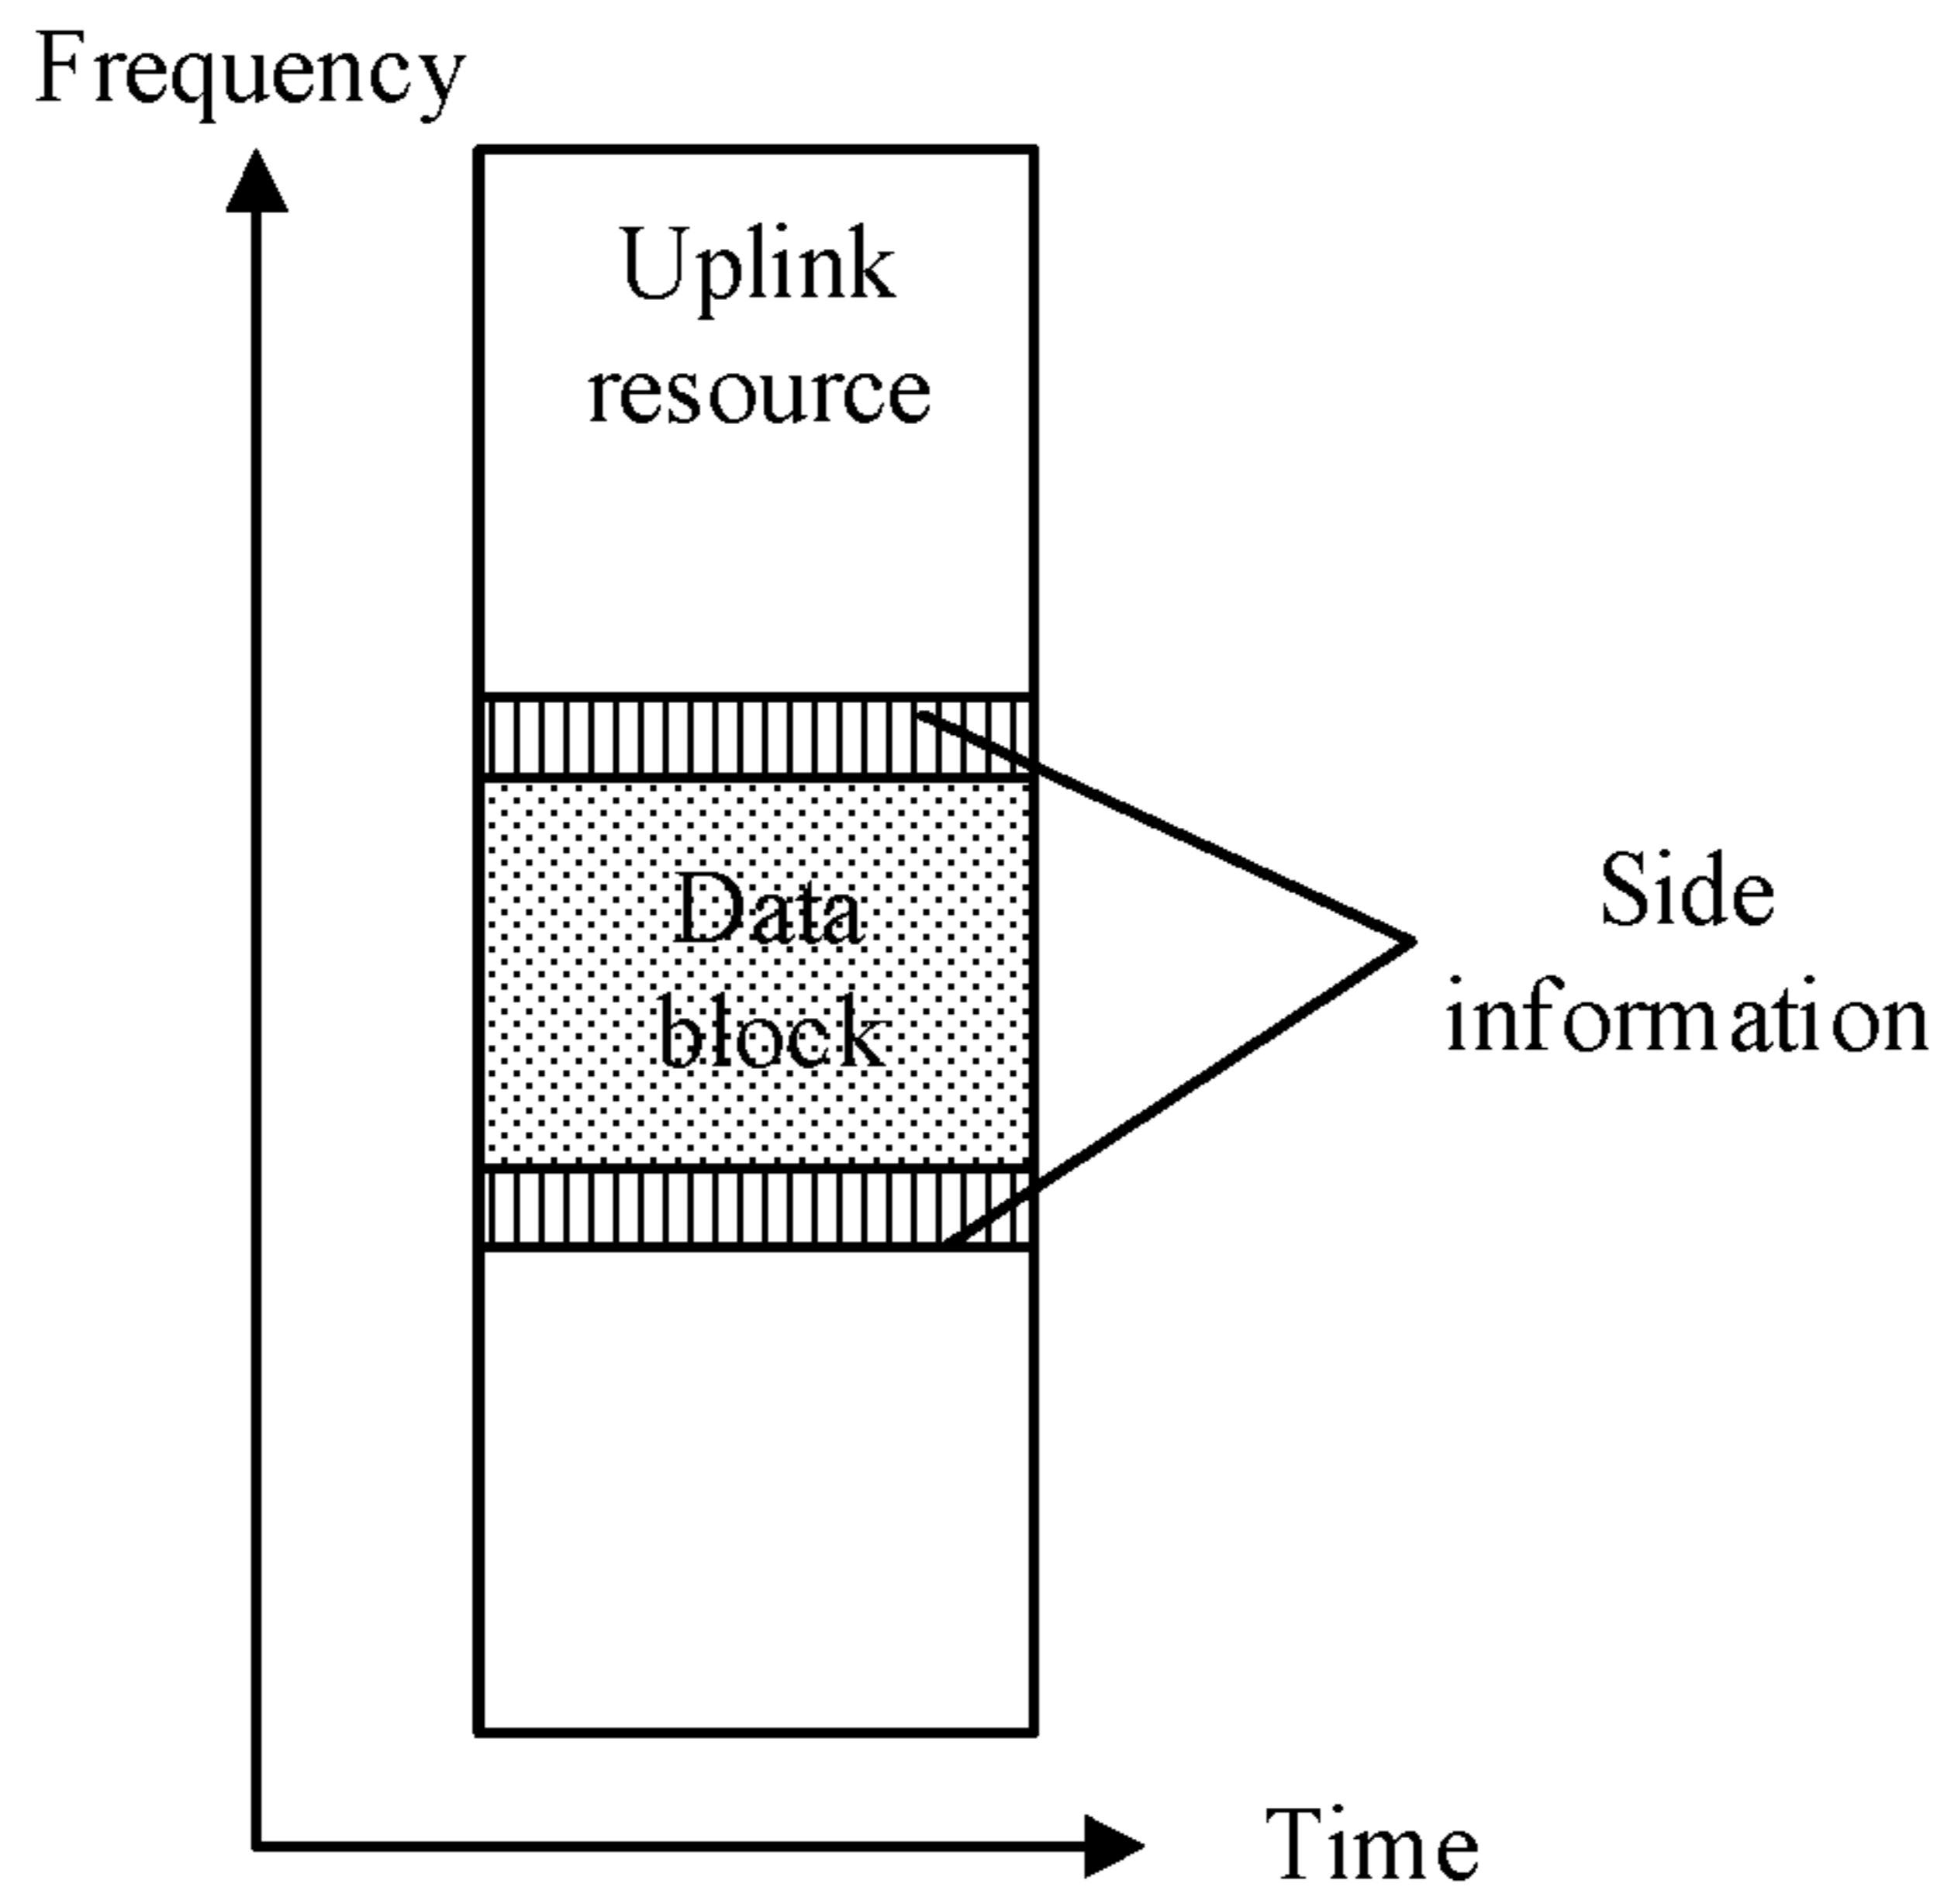 Frequency
Uplink
resource
Data
block
Side
information
Time